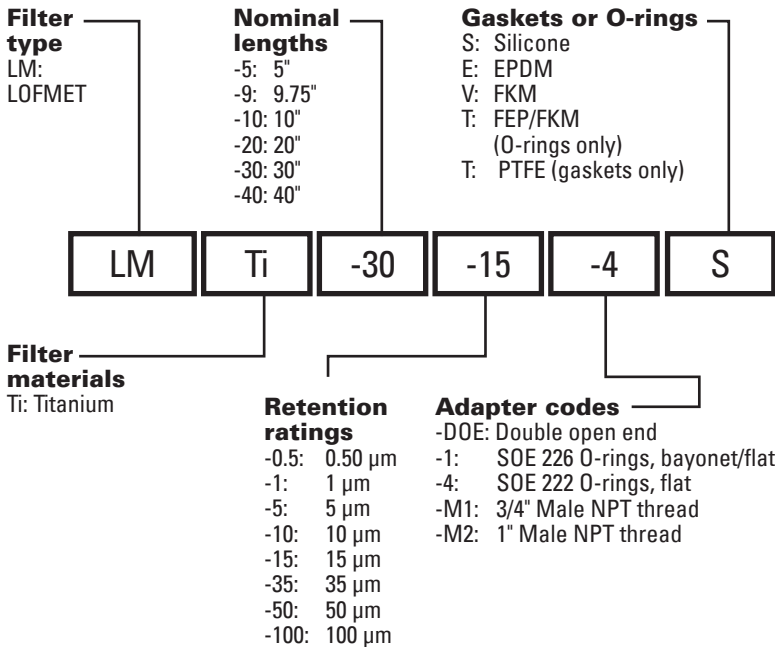 Filter
type
LM:
LOFMET
Nominal
lengths
-5: 5"
-9: 9.75"
-10: 10"
-20: 20"
-30: 30"
-40: 40"
Gaskets or O-rings
S: Silicone
E: EPDM
V: FKM
T: FEP/FKM
(O-rings only)
T: PTFE (gaskets only)
LM Ti -30 -15 -4 S
Filter
materials
Ti: Titanium
Retention
ratings
-0.5: 0.50 µm
-1: 1 µm
-5: 5 µm
-10: 10 µm
-15: 15 µm
-35: 35 µm
-50: 50 µm
-100: 100 µm
Adapter codes
-DOE: Double open end
-1: SOE 226 O-rings, bayonet/flat
-4: SOE 222 O-rings, flat
-M1: 3/4" Male NPT thread
-M2: 1" Male NPT thread